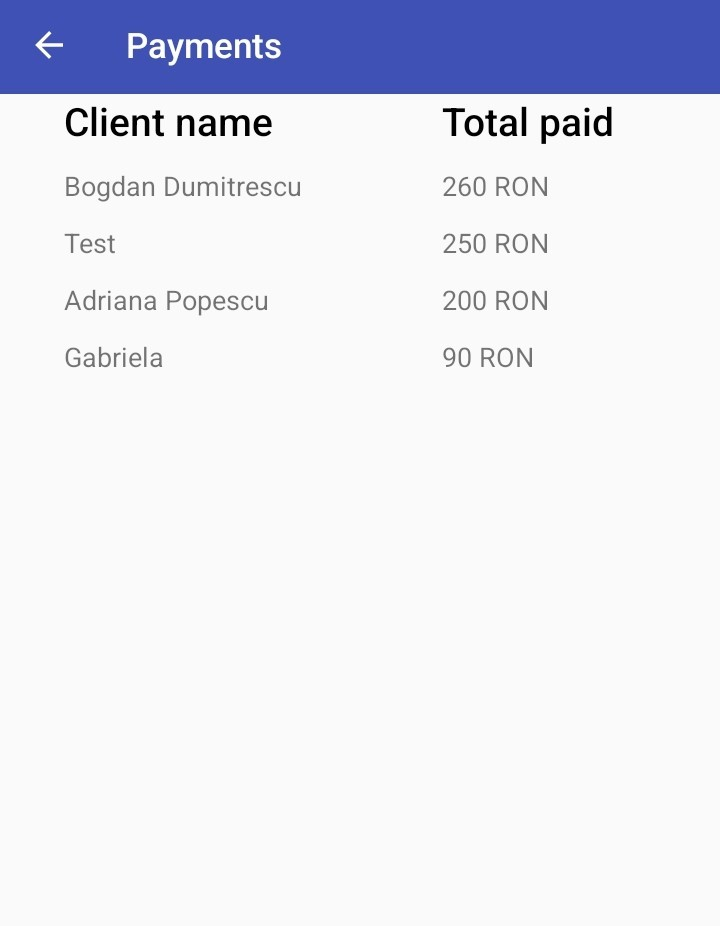 Payments
Client name Total paid
Bogdan Dumitrescu 260 RON
Test 250 RON
Adriana Popescu 200 RON
Gabriela 90 RON